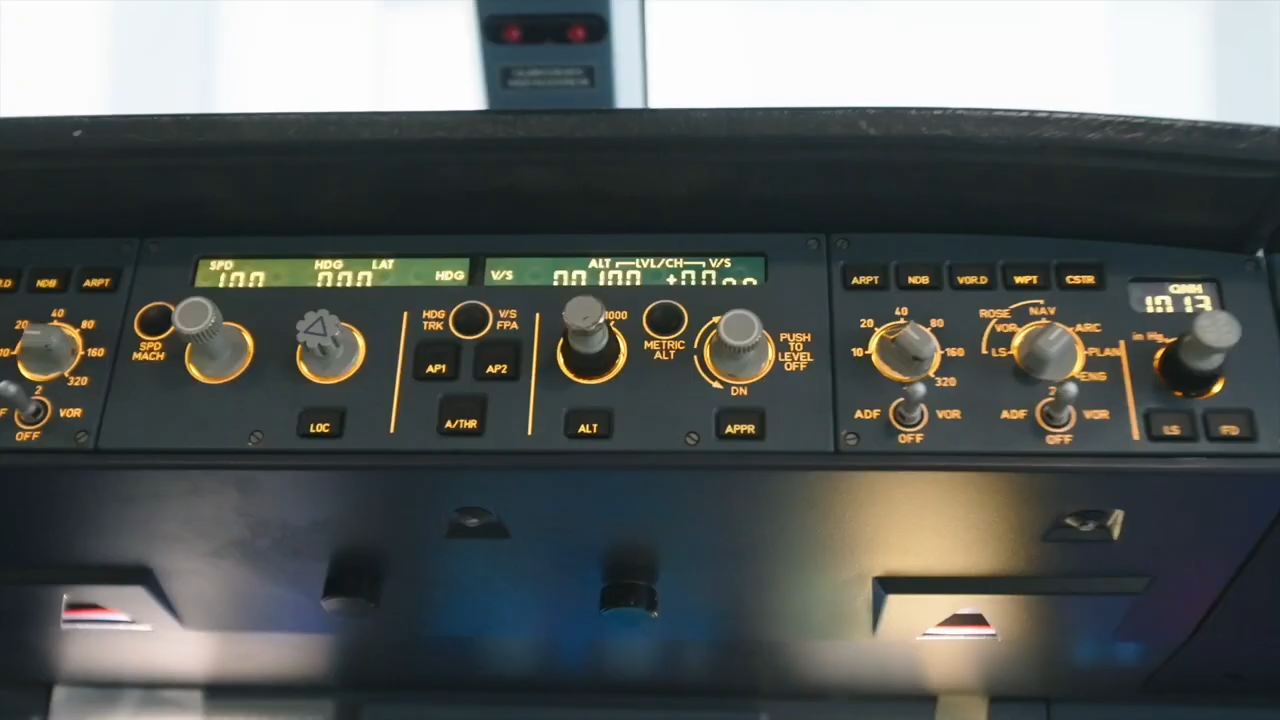 NDB ARPT
20 40 80
10 160
320
2
VOR
OFF
SPD
MACH
SPD HDG LAT
100 000 HDG
LOC
HDG
TRK
V/S
FPA
AP1 AP2
A/THR
ALT LVL/CH V/S
V/S 00100 +00
1000
METRIC
ALT
PUSH
TO
LEVEL
OFF
DN
ALT APPR
ARPT NDB VOR.D WPT CSTR
20 40 80
10 160
320
ADF VOR
OFF
ROSE NAV
VOR ARC
LS PLAN
ENG
ADF VOR
OFF
QNH
1013
in Hg
LS FD